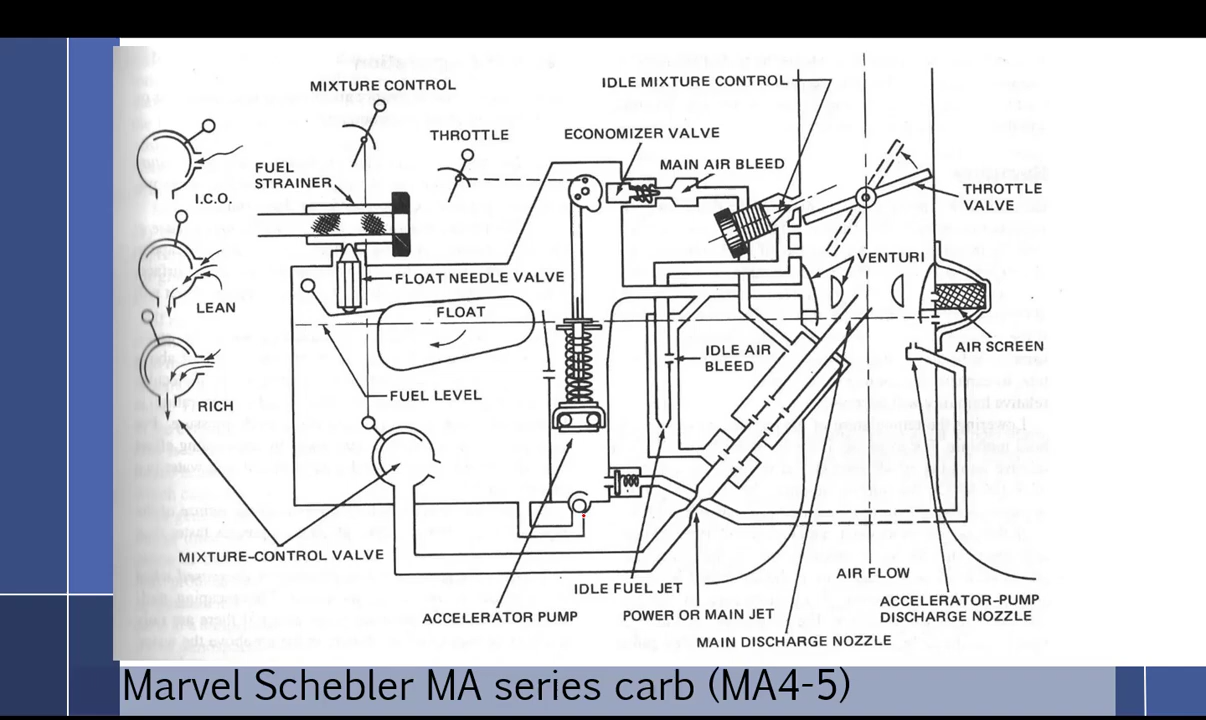 MIXTURE CONTROL
IDLE MIXTURE CONTROL
THROTTLE
ECONOMIZER VALVE
MAIN AIR BLEED
FUEL
STRAINER
I.C.O.
THROTTLE
VALVE
VENTURI
FLOAT NEEDLE VALVE
LEAN
FLOAT
AIR SCREEN
IDLE AIR
BLEED
FUEL LEVEL
RICH
MIXTURE-CONTROL VALVE
AIR FLOW
IDLE FUEL JET
ACCELERATOR-PUMP
DISCHARGE NOZZLE
ACCELERATOR PUMP
POWER OR MAIN JET
MAIN DISCHARGE NOZZLE
Marvel Schebler MA series carb (MA4-5)